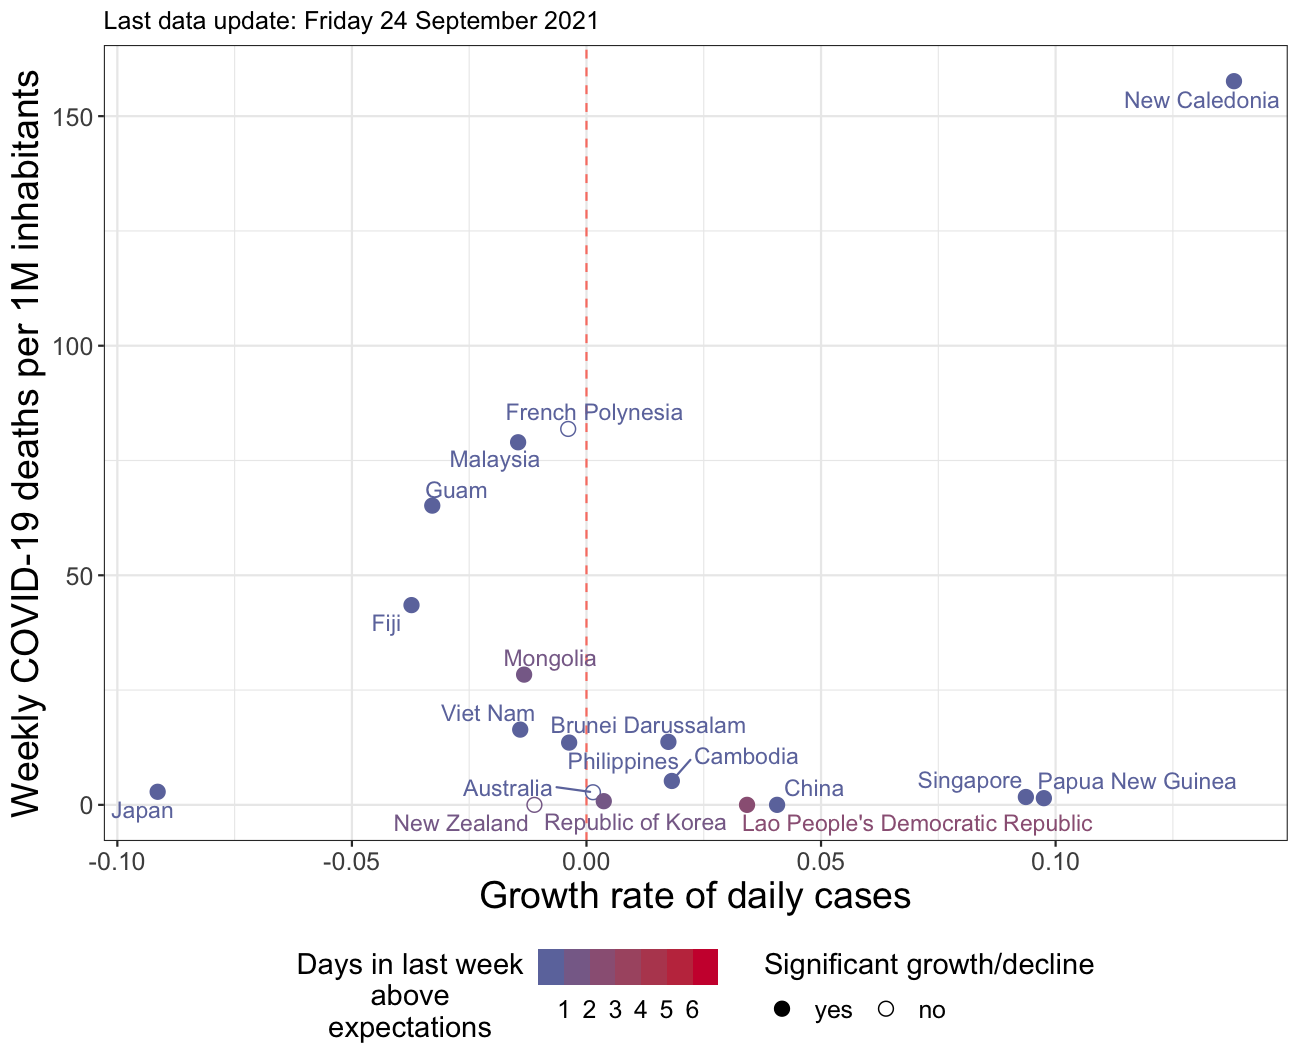 Last data update: Friday 24 September 2021
Weekly COVID-19 deaths per 1M inhabitants
150
100
50
0
New Caledonia
French Polynesia
Malaysia
Guam
Fiji
Mongolia
Viet Nam
Brunei Darussalam
Philippines
Cambodia
Australia
China
Singapore
Papua New Guinea
Japan
New Zealand
Republic of Korea
Lao People's Democratic Republic
-0.10 -0.05 0.00 0.05 0.10
Growth rate of daily cases
Days in last week
above
expectations
1 2 3 4 5 6
Significant growth/decline
yes no